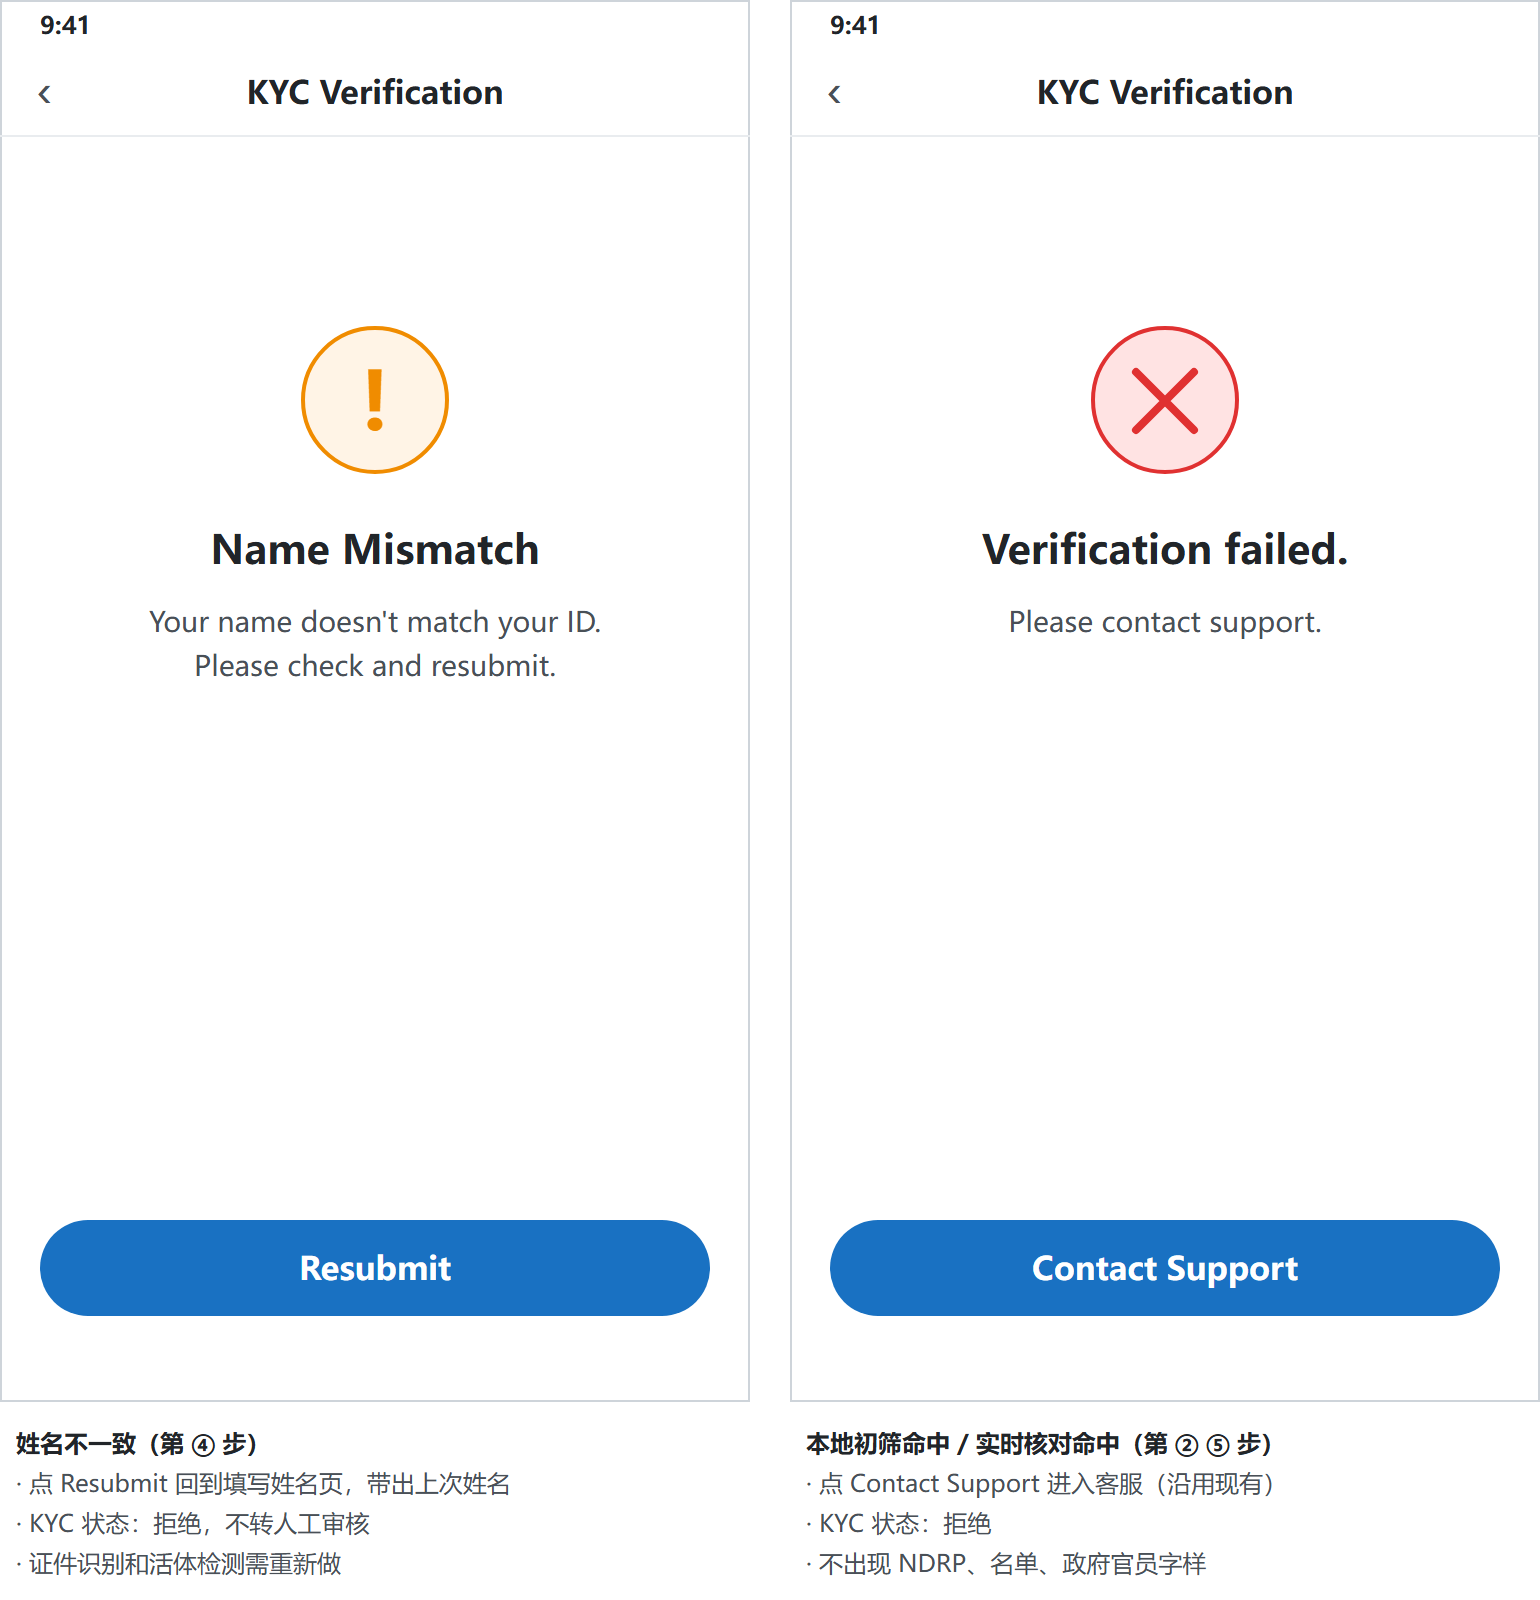 9:41
‹ KYC Verification
!
Name Mismatch
Your name doesn't match your ID.
Please check and resubmit.
Resubmit
姓名不一致（第 ④ 步）
· 点 Resubmit 回到填写姓名页，带出上次姓名
· KYC 状态：拒绝，不转人工审核
· 证件识别和活体检测需重新做
9:41
‹ KYC Verification
Verification failed.
Please contact support.
Contact Support
本地初筛命中 / 实时核对命中（第 ② ⑤ 步）
· 点 Contact Support 进入客服（沿用现有）
· KYC 状态：拒绝
· 不出现 NDRP、名单、政府官员字样